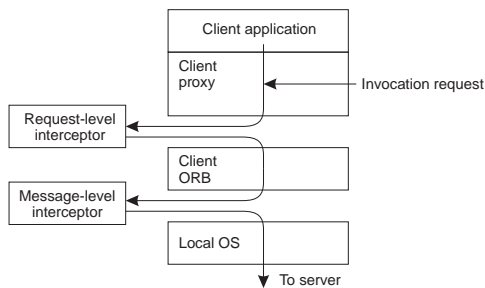 Client application
Client
proxy
Invocation request
Request-level
interceptor
Client
ORB
Message-level
interceptor
Local OS
To server